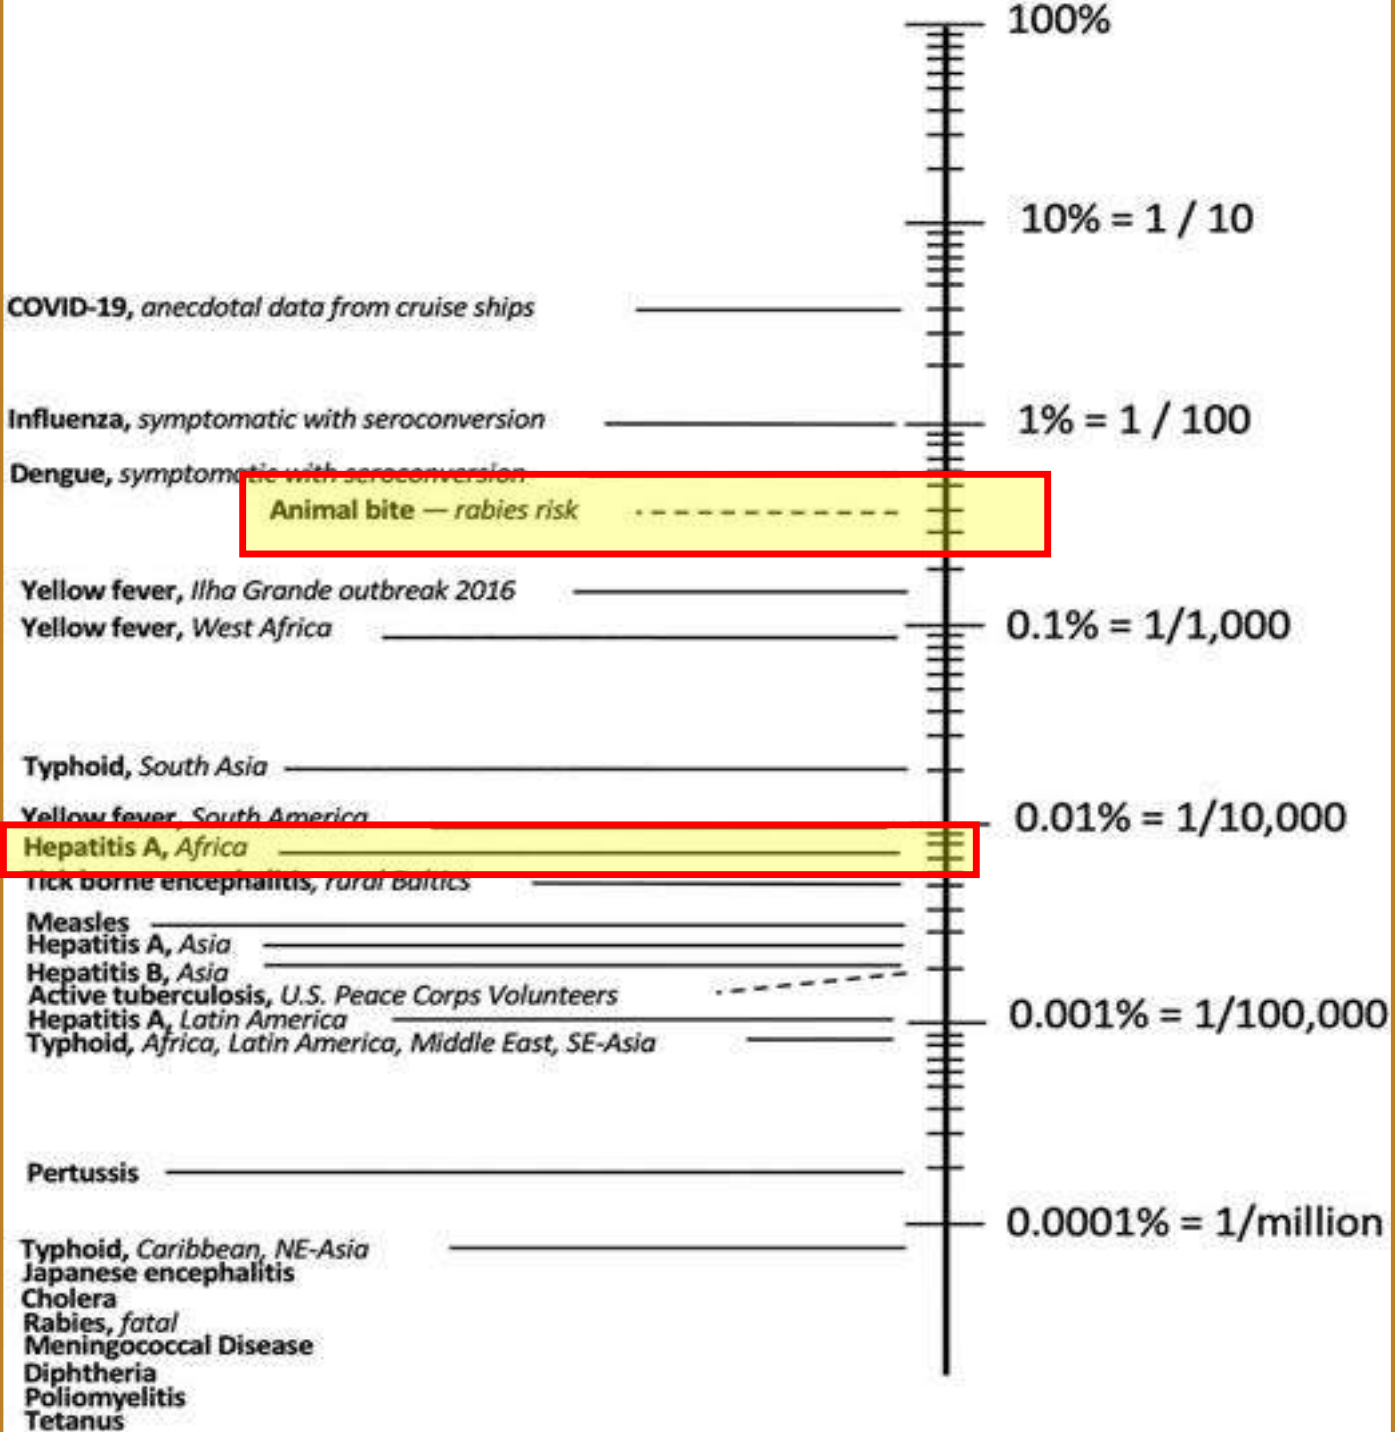 100%
10% = 1 / 10
COVID-19, anecdotal data from cruise ships
Influenza, symptomatic with seroconversion
1% = 1 / 100
Dengue, symptomatic with seroconversion
Animal bite — rabies risk
Yellow fever, Ilha Grande outbreak 2016
Yellow fever, West Africa
0.1% = 1/1,000
Typhoid, South Asia
Yellow fever, South America
0.01% = 1/10,000
Hepatitis A, Africa
Tick borne encephalitis, rural Baltics
Measles
Hepatitis A, Asia
Hepatitis B, Asia
Active tuberculosis, U.S. Peace Corps Volunteers
Hepatitis A, Latin America
0.001% = 1/100,000
Typhoid, Africa, Latin America, Middle East, SE-Asia
Pertussis
0.0001% = 1/million
Typhoid, Caribbean, NE-Asia
Japanese encephalitis
Cholera
Rabies, fatal
Meningococcal Disease
Diphtheria
Poliomyelitis
Tetanus